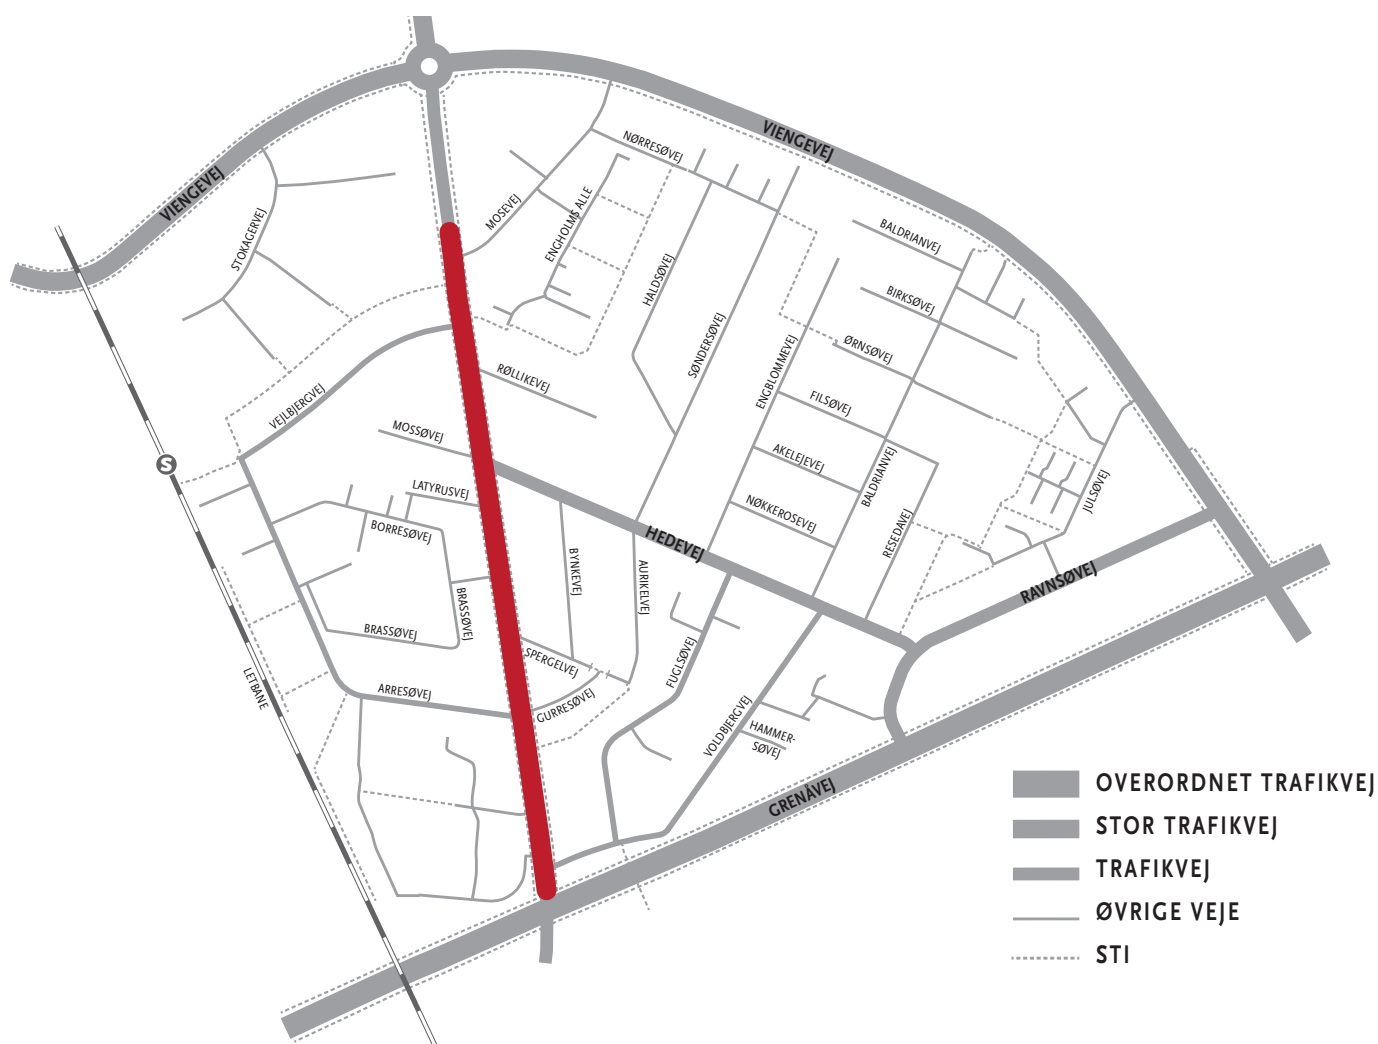 VIENGEVEJ
NØRRESØVEJ
VIENGEVEJ
STOKAGERVEJ
MOSEVEJ
ENGHOLMS ALLE
BALDRIANVEJ
HALDSØVEJ
BIRKSØVEJ
SØNDERSØVEJ
ØRNSØVEJ
ENGBLOMMEVEJ
RØLLIKEVEJ
VEJLBJERGVEJ
FILSØVEJ
MOSSØVEJ
AKELEJEVEJ
BALDRIANVEJ
S
LATYRUSVEJ
JULSØVEJ
NØKKEROSEVEJ
BORRESØVEJ
RESEDAVEJ
HEDEVEJ
BYNKEVEJ
AURIKELVEJ
RAVNSØVEJ
BRASSØVEJ
BRASSØVEJ
SPERGELVEJ
FUGLSØVEJ
LETBANE
ARRESØVEJ
GURRESØVEJ
VOLDBJERGVEJ
HAMMER-
SØVEJ
GRENÅVEJ
OVERORDNET TRAFIKVEJ
STOR TRAFIKVEJ
TRAFIKVEJ
ØVRIGE VEJE
STI